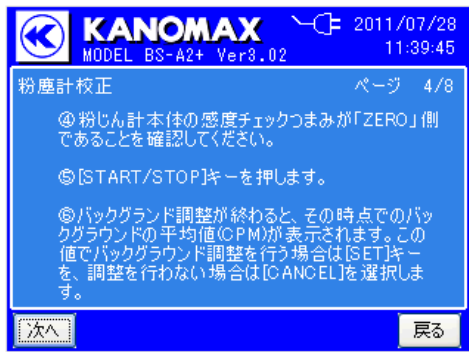 KANOMAX
MODEL BS-A2+ Ver3.02
2011/07/28
11:39:45
粉塵計校正
ページ 4/8
④粉じん計本体の感度チェックつまみが「ZERO」側
であることを確認してください。
⑤[START/STOP]キーを押します。
⑥バックグランド調整が終わると、その時点でのバッ
クグラウンドの平均値(CPM)が表示されます。この
値でバックグラウンド調整を行う場合は[SET]キー
を、調整を行わない場合は[CANCEL]を選択しま
す。
次へ
戻る